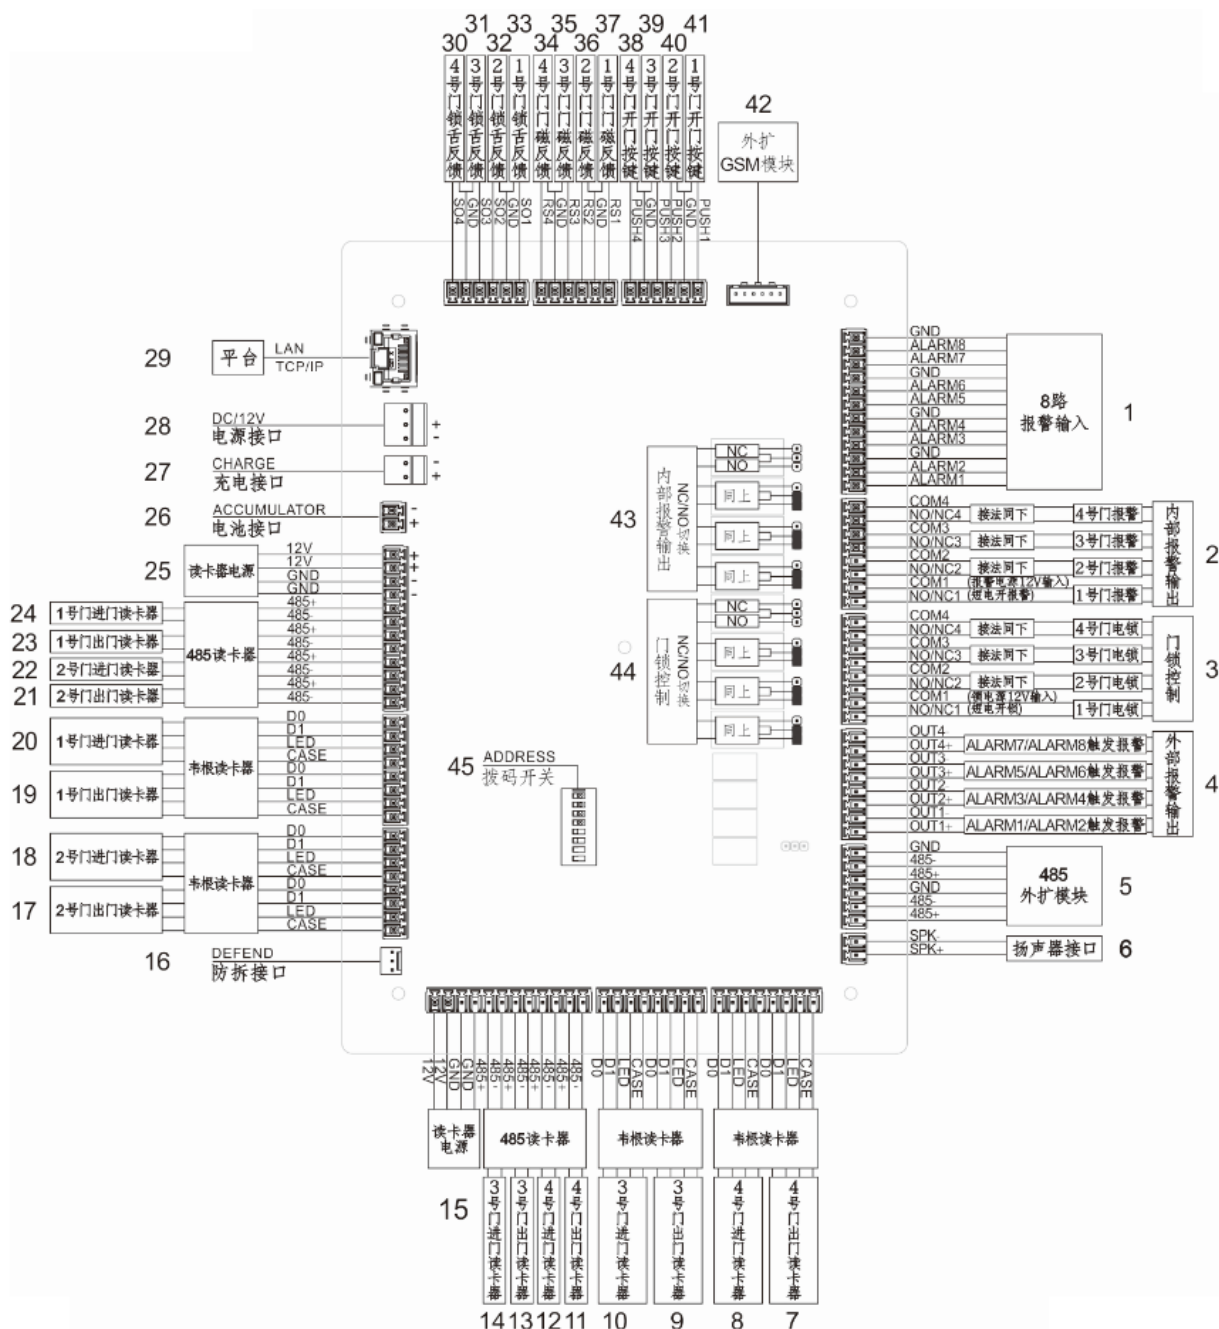 31 33 35 37 39 41
30 32 34 36 38 40
4号门锁舌反馈
3号门锁舌反馈
2号门锁舌反馈
1号门锁舌反馈
4号门门磁反馈
3号门门磁反馈
2号门门磁反馈
1号门门磁反馈
4号门开门按键
3号门开门按键
2号门开门按键
1号门开门按键
42
外扩
GSM模块
SO4
GND
SO3
SO2
GND
SO1
RS4
GND
RS3
RS2
GND
RS1
PUSH4
GND
PUSH3
PUSH2
GND
PUSH1
29
平台
LAN
TCP/IP
28
DC/12V
电源接口
+
-
27
CHARGE
充电接口
-
+
26
ACCUMULATOR
电池接口
-
+
25
读卡器电源
12V
12V
GND
GND
+
+
-
-
24
1号门进门读卡器
23
1号门出门读卡器
22
2号门进门读卡器
21
2号门出门读卡器
485读卡器
485+
485-
485+
485-
485+
485-
485+
485-
20
1号门进门读卡器
19
1号门出门读卡器
韦根读卡器
D0
D1
LED
CASE
D0
D1
LED
CASE
18
2号门进门读卡器
17
2号门出门读卡器
韦根读卡器
D0
D1
LED
CASE
D0
D1
LED
CASE
16
DEFEND
防拆接口
43
内部报警输出
NC/NO切换
NC
NO
同上
同上
同上
44
门锁控制
NC/NO切换
NC
NO
同上
同上
同上
45
ADDRESS
拨码开关
GND
ALARM8
ALARM7
GND
ALARM6
ALARM5
GND
ALARM4
ALARM3
GND
ALARM2
ALARM1
8路
报警输入
1
COM4
NO/NC4 接法同下 4号门报警
COM3
NO/NC3 接法同下 3号门报警
COM2
NO/NC2 接法同下 2号门报警
COM1 (报警电源12V输入)
NO/NC1 (短电开报警) 1号门报警
内部报警输出
2
COM4
NO/NC4 接法同下 4号门电锁
COM3
NO/NC3 接法同下 3号门电锁
COM2
NO/NC2 接法同下 2号门电锁
COM1 (锁电源12V输入)
NO/NC1 (短电开锁) 1号门电锁
门锁控制
3
OUT4-
OUT4+ ALARM7/ALARM8触发报警
OUT3-
OUT3+ ALARM5/ALARM6触发报警
OUT2-
OUT2+ ALARM3/ALARM4触发报警
OUT1-
OUT1+ ALARM1/ALARM2触发报警
外部报警输出
4
GND
485-
485+
GND
485-
485+
485
外扩模块
5
SPK-
SPK+
扬声器接口
6
12V
12V
GND
GND
485+
485-
485+
485-
485+
485-
485+
485-
D0
D1
LED
CASE
D0
D1
LED
CASE
D0
D1
LED
CASE
D0
D1
LED
CASE
读卡器
电源
485读卡器
韦根读卡器
韦根读卡器
15
3号门进门读卡器
3号门出门读卡器
4号门进门读卡器
4号门出门读卡器
3号门进门读卡器
3号门出门读卡器
4号门进门读卡器
4号门出门读卡器
14 13 12 11 10 9 8 7